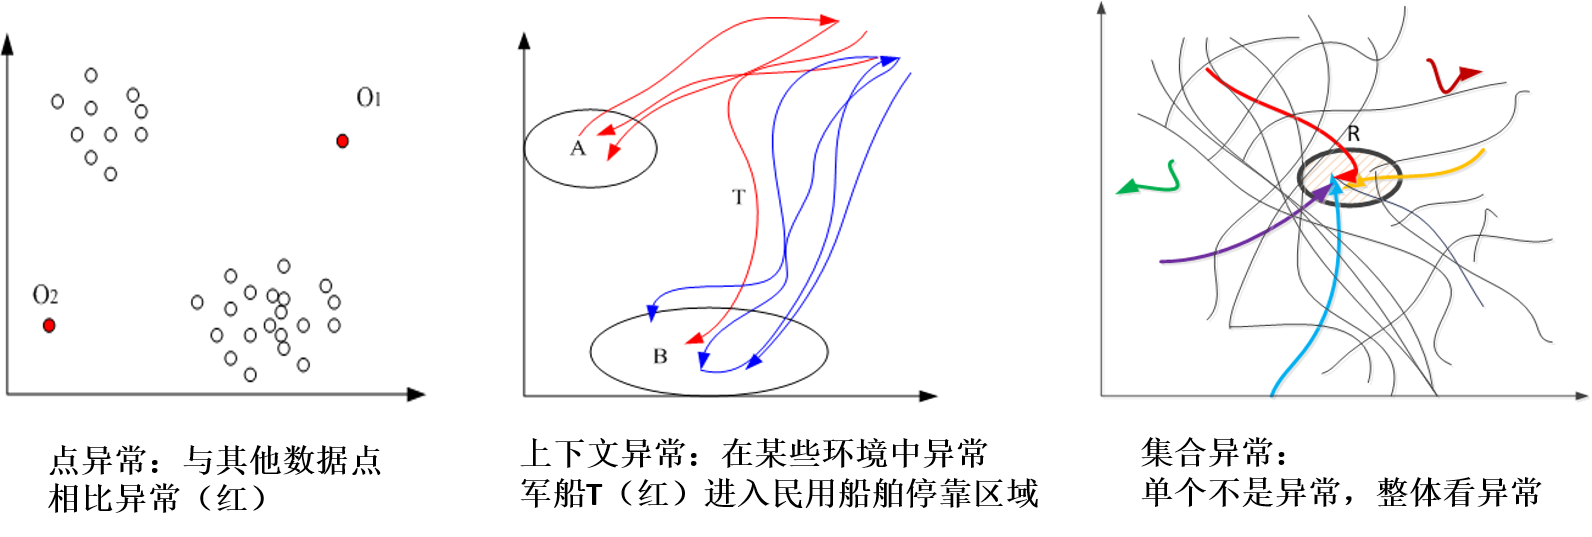 O1
O2
点异常：与其他数据点
相比异常（红）
A
T
B
上下文异常：在某些环境中异常
军船T（红）进入民用船舶停靠区域
R
集合异常：
单个不是异常，整体看异常